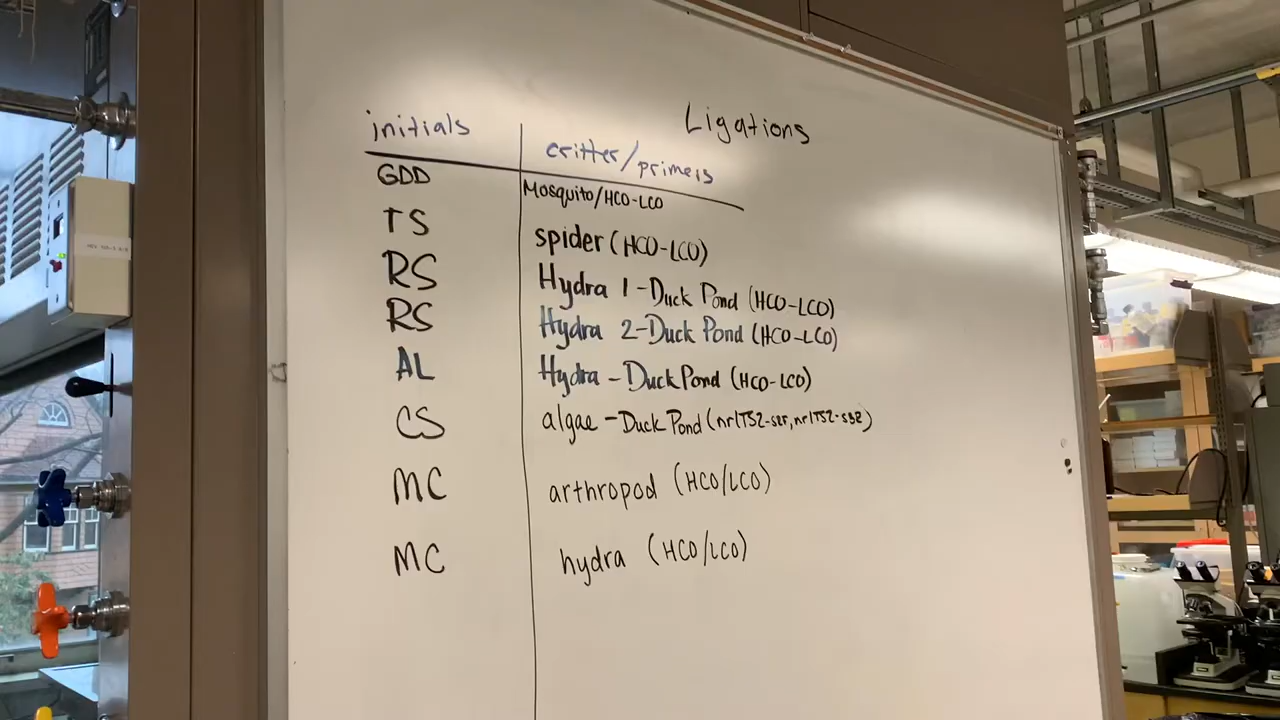 Ligations
initials critter/primers
GDD Mosquito/HCO-LCO
TS spider (HCO-LCO)
RS Hydra 1-Duck Pond (HCO-LCO)
RS Hydra 2-Duck Pond (HCO-LCO)
AL Hydra - Duck Pond (HCO-LCO)
CS algae - Duck Pond (nrITS2-S2F, nrITS2-S3R)
MC arthropod (HCO/LCO)
MC hydra (HCO/LCO)